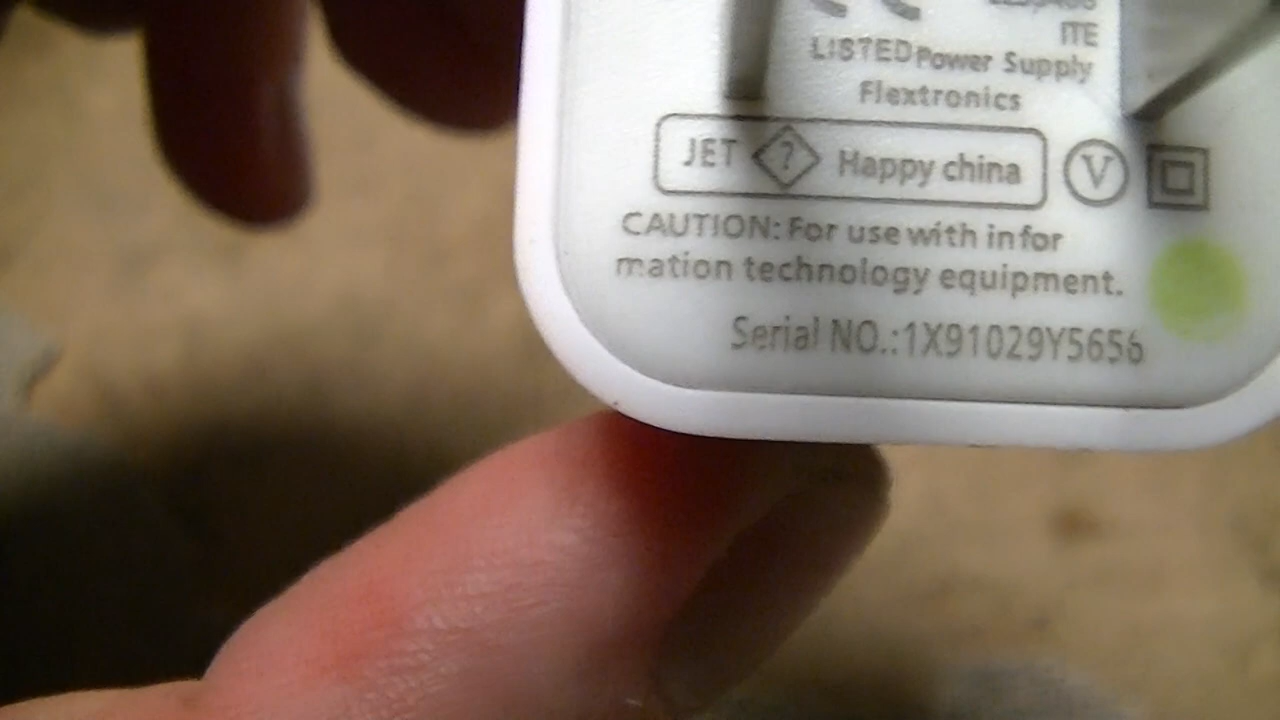 ITE
LISTED Power Supply
Flextronics
JET ? Happy china V
CAUTION: For use with infor
mation technology equipment.
Serial NO.:1X91029Y5656